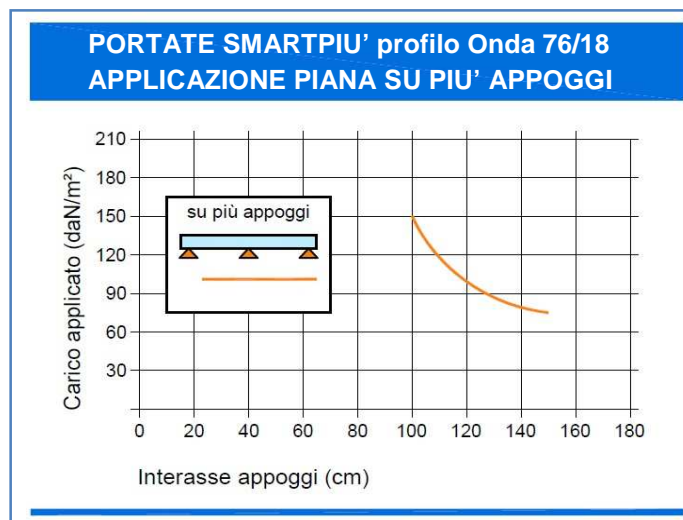 PORTATE SMARTPIU' profilo Onda 76/18
APPLICAZIONE PIANA SU PIU' APPOGGI
Carico applicato (daN/m²)
210
180
150
120
90
60
30
su più appoggi
0 20 40 60 80 100 120 140 160 180
Interasse appoggi (cm)